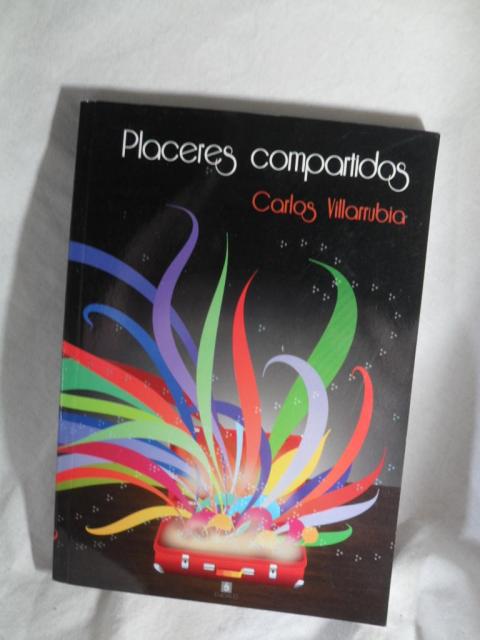 Placeres compartidos
Carlos Villarrubia